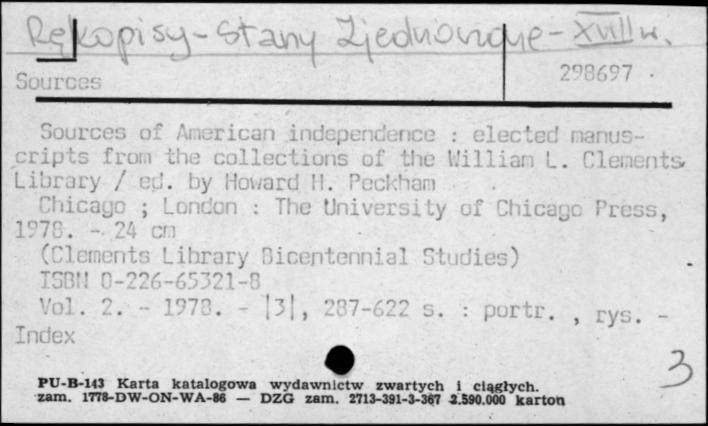 Rękopisy - Stany Zjednoczone - XVIII w.
298697 .
Sources
Sources of American independence : elected manus-
cripts from the collections of the William L. Clements
Library / ed. by Howard H. Peckham
Chicago ; London : The University of Chicago Press,
1978. - 24 cm
(Clements Library Bicentennial Studies)
ISBN 0-226-65321-8
Vol. 2. - 1978. - |3|, 287-622 s. : portr. , rys. -
Index
3
PU-B-143 Karta katalogowa wydawnictw zwartych i ciągłych.
zam. 1778-DW-ON-WA-86 — DZG zam. 2713-391-3-367 2.590.000 karton